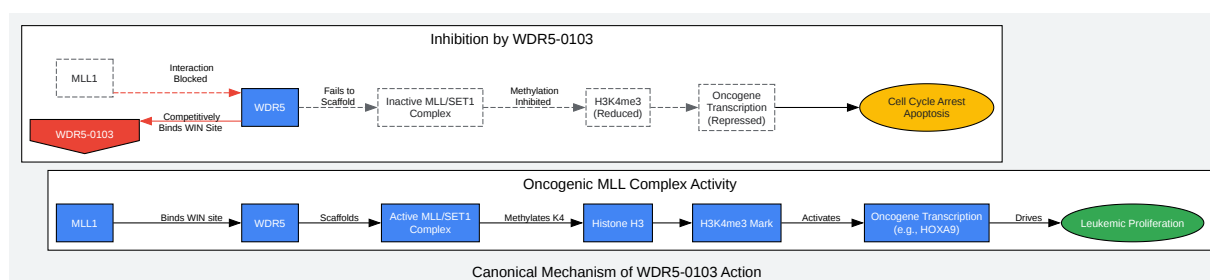 Inhibition by WDR5-0103
MLL1
Interaction
Blocked
WDR5
Fails to
Scaffold
Inactive MLL/SET1
Complex
Methylation
Inhibited
H3K4me3
(Reduced)
Oncogene
Transcription
(Repressed)
Cell Cycle Arrest
Apoptosis
WDR5-0103
Competitively
Binds WIN Site
Oncogenic MLL Complex Activity
MLL1
Binds WIN site
WDR5
Scaffolds
Active MLL/SET1
Complex
Methylates K4
Histone H3
H3K4me3 Mark
Activates
Oncogene Transcription
(e.g., HOXA9)
Drives
Leukemic Proliferation
Canonical Mechanism of WDR5-0103 Action